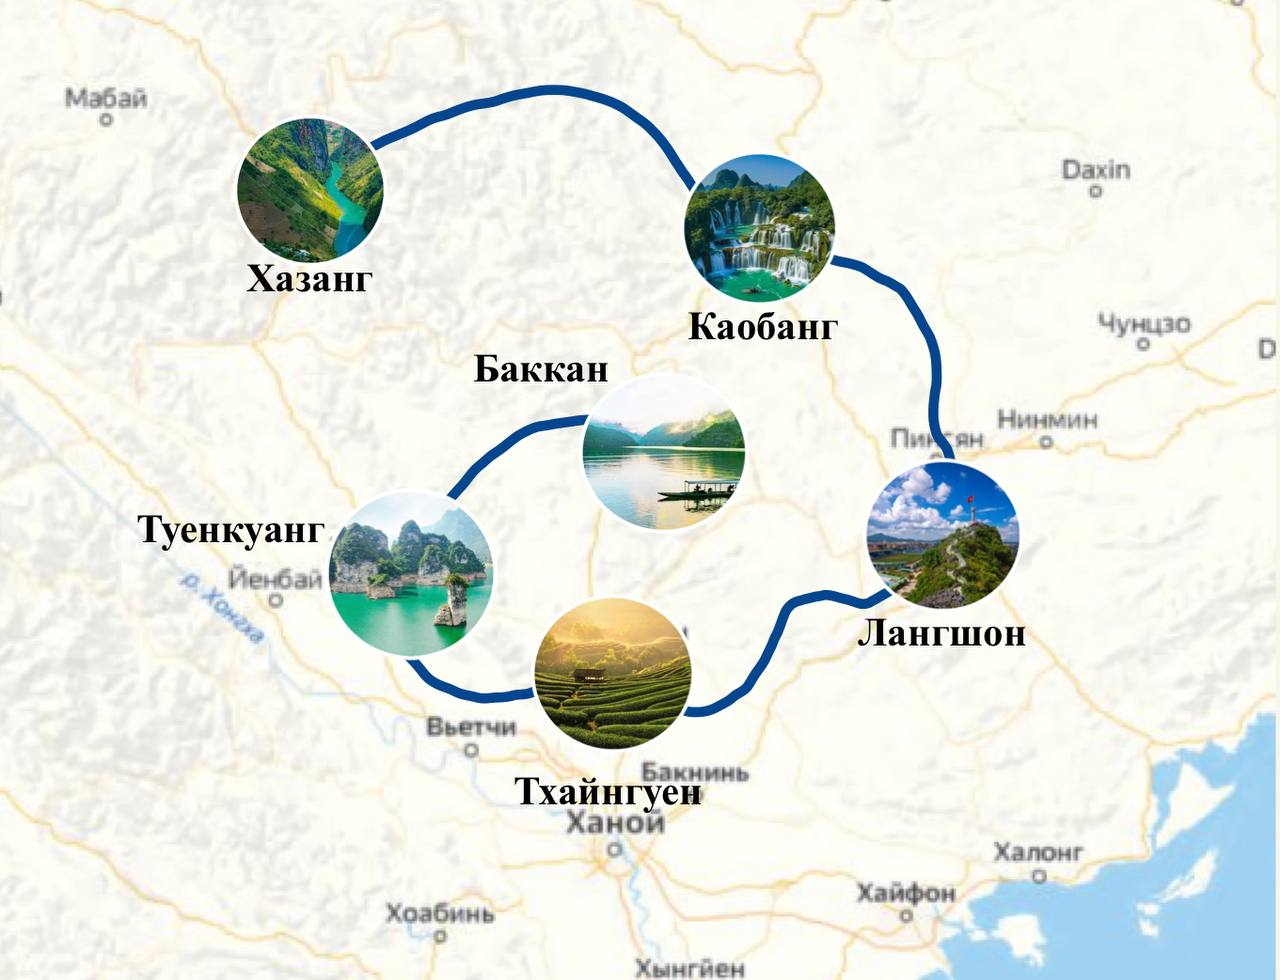 Мабай
Daxin
Хазанг
Каобанг
Чунцзо
D
Баккан
Нинмин
Туенкуанг
Йенбай
р. Хонгха
Лангшон
Вьетчи
Бакнинь
Тхайнгуен
Ханой
Халонг
Хайфон
Хоабинь
Хынгйен